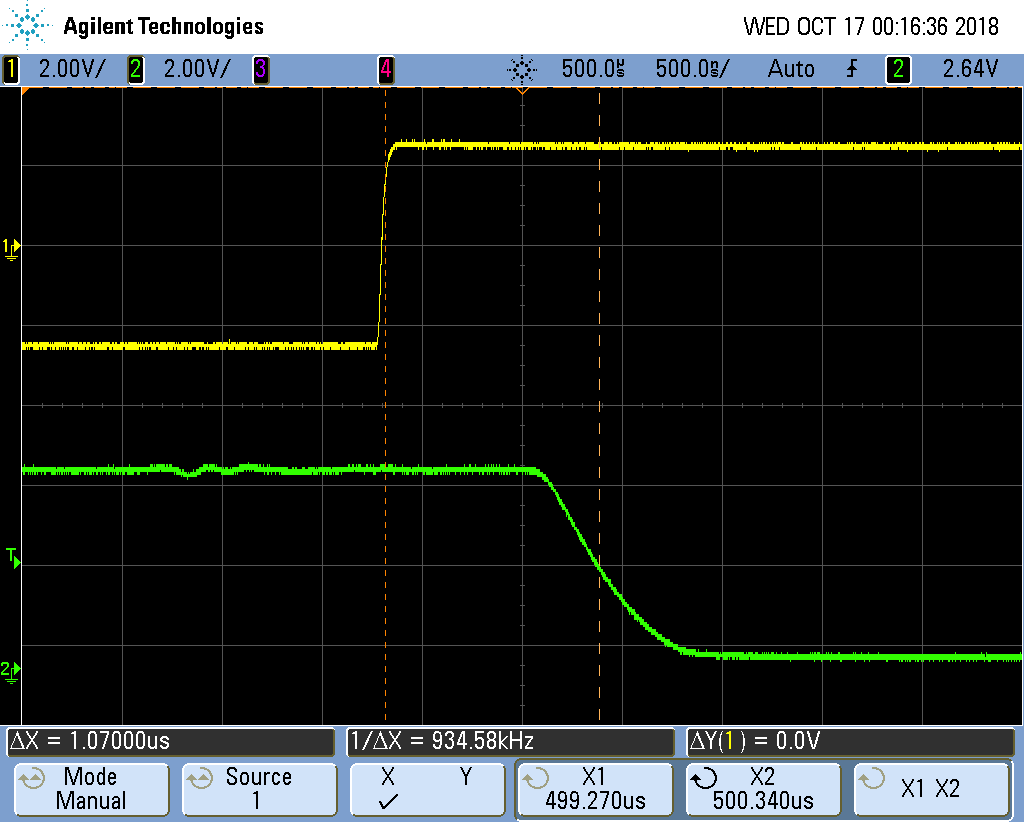 Agilent Technologies WED OCT 17 00:16:36 2018
1 2.00V/ 2 2.00V/ 3 4 500.0µs 500.0ns/ Auto 2 2.64V
1
T
2
ΔX = 1.07000us 1/ΔX = 934.58kHz ΔY(1) = 0.0V
Mode Source X Y X1 X2 X1 X2
Manual 1 ✓ 499.270us 500.340us